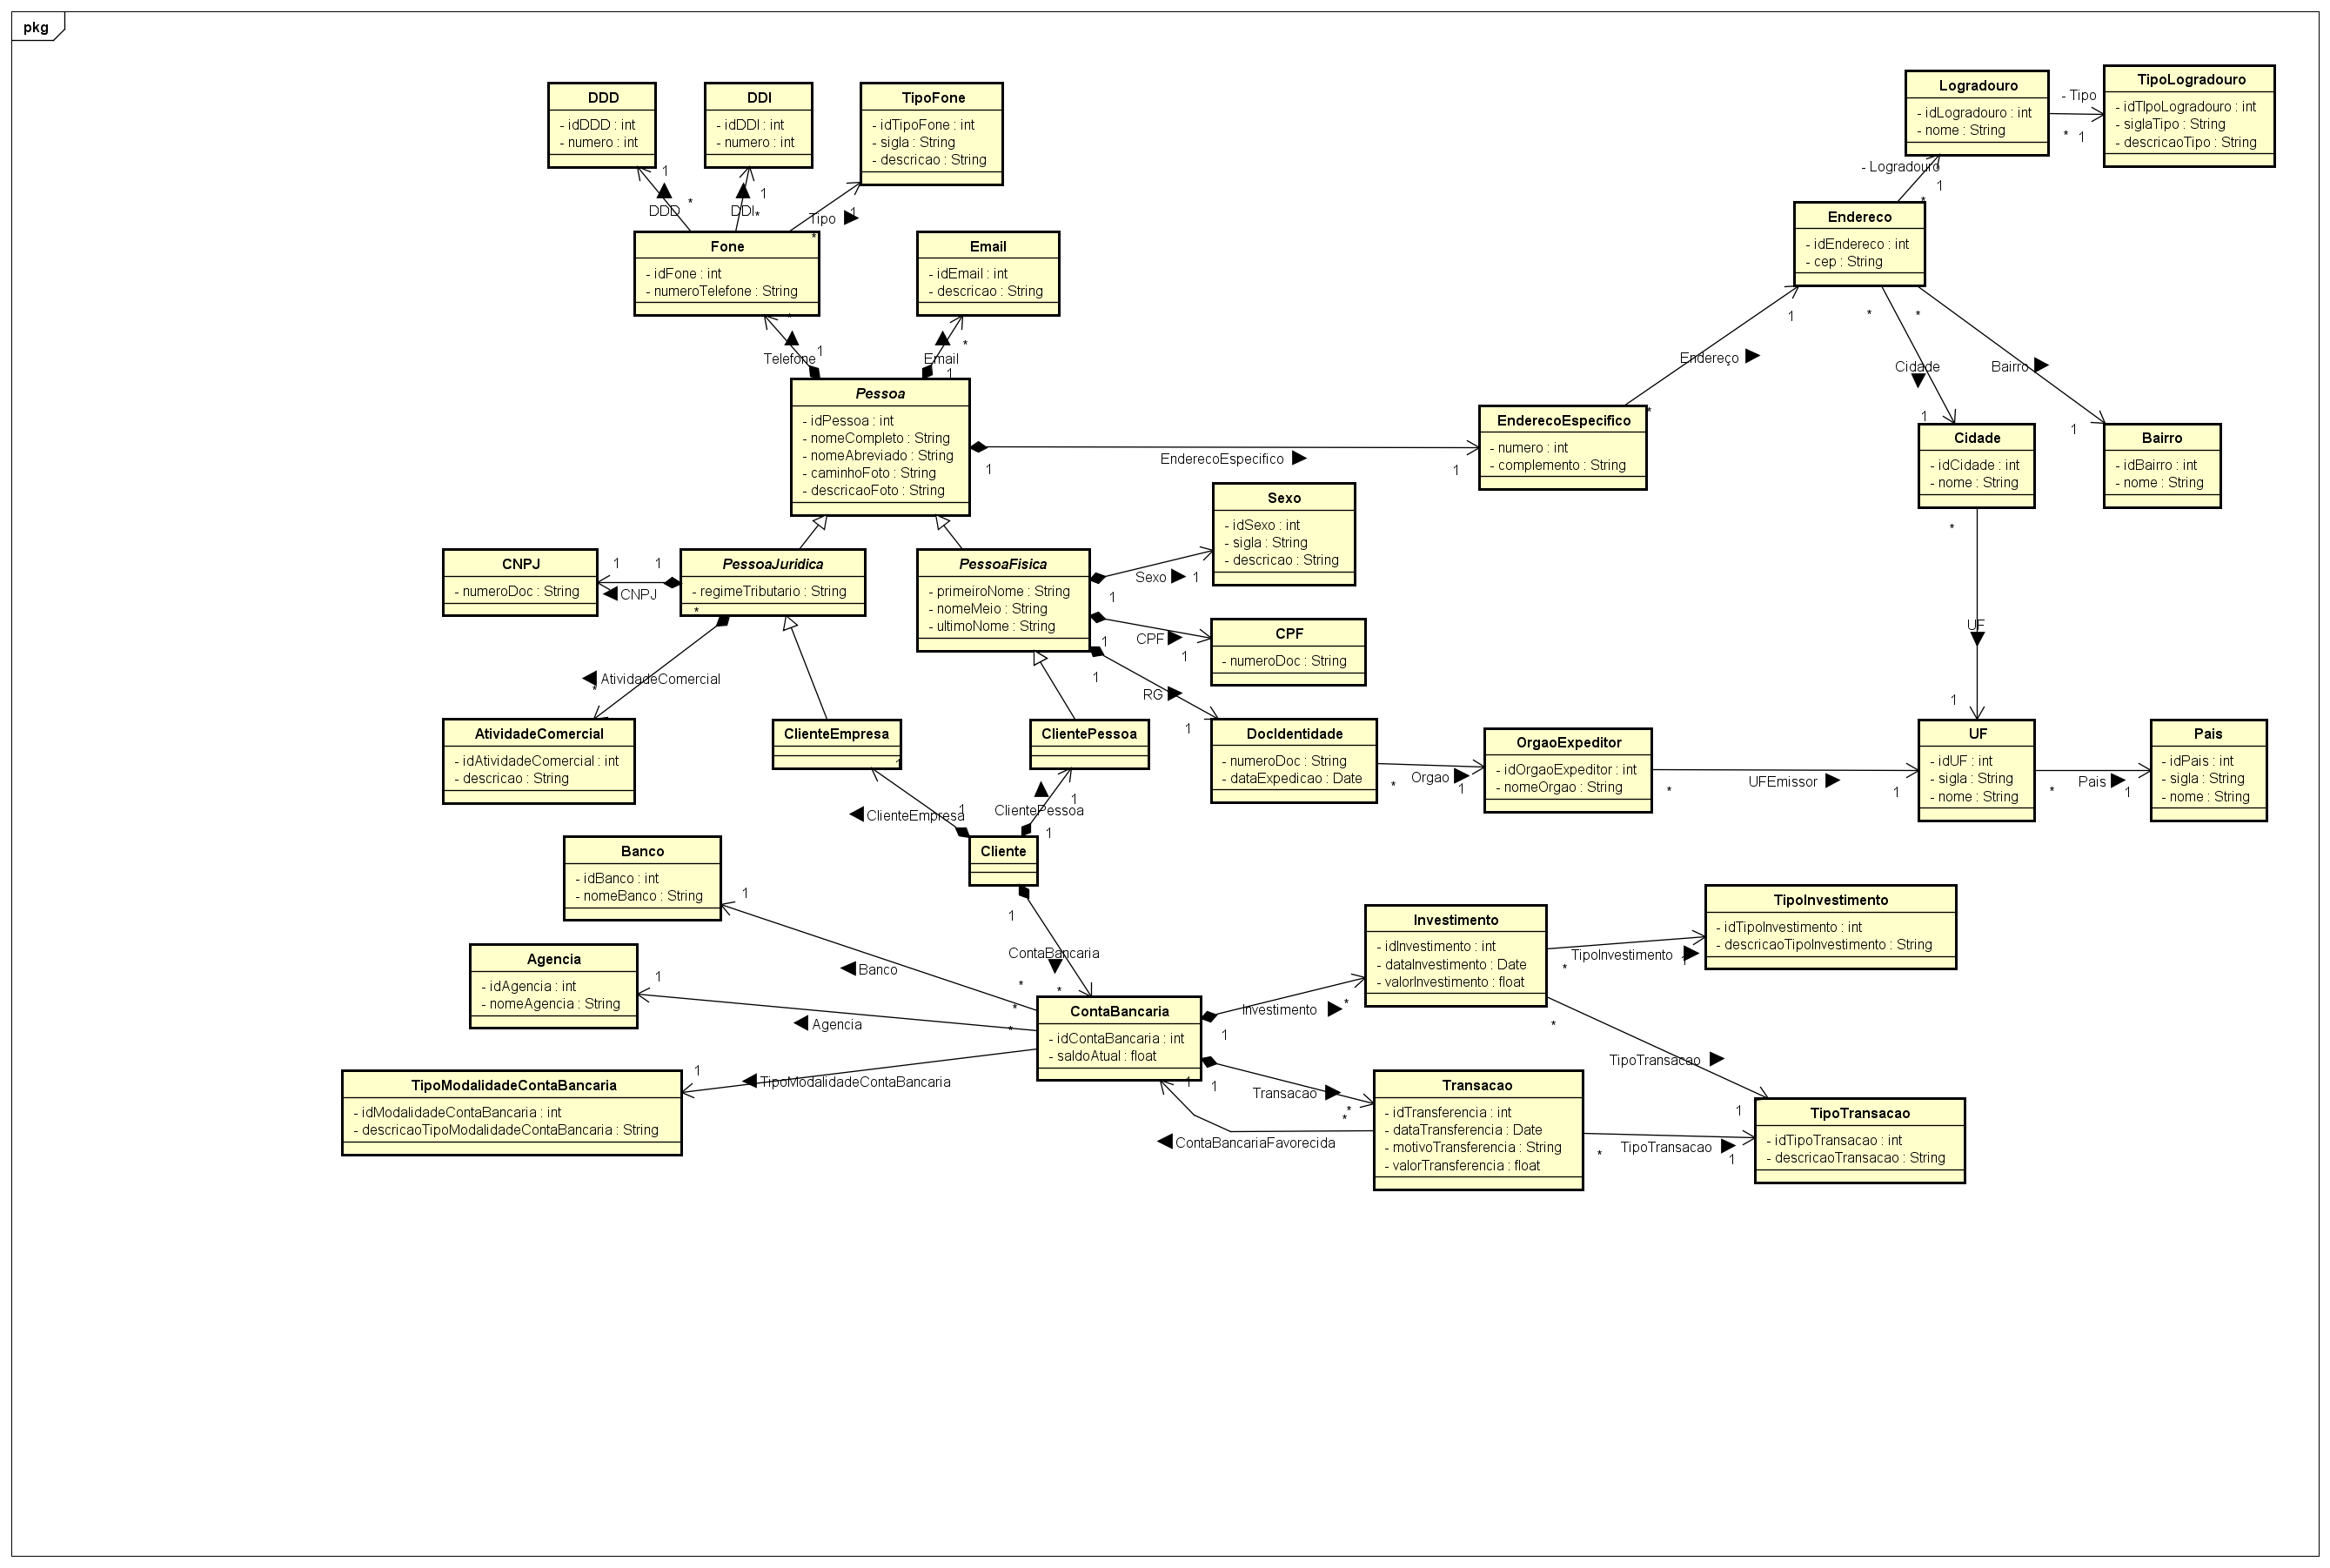 pkg
DDD
- idDDD : int
- numero : int
DDI
- idDDI : int
- numero : int
TipoFone
- idTipoFone : int
- sigla : String
- descricao : String
Logradouro
- idLogradouro : int
- nome : String
- Tipo
* 1
TipoLogradouro
- idTIpoLogradouro : int
- siglaTipo : String
- descricaoTipo : String
1
DDD
*
1
DDI
*
1
Tipo
*
- Logradouro
1
*
Fone
- idFone : int
- numeroTelefone : String
Email
- idEmail : int
- descricao : String
Endereco
- idEndereco : int
- cep : String
*
Telefone
1
*
Email
1
1
Endereço
*
*
Cidade
1
*
Bairro
1
Pessoa
- idPessoa : int
- nomeCompleto : String
- nomeAbreviado : String
- caminhoFoto : String
- descricaoFoto : String
1
EnderecoEspecifico
1
EnderecoEspecifico
- numero : int
- complemento : String
Cidade
- idCidade : int
- nome : String
Bairro
- idBairro : int
- nome : String
CNPJ
- numeroDoc : String
1
1
CNPJ
PessoaJuridica
- regimeTributario : String
PessoaFisica
- primeiroNome : String
- nomeMeio : String
- ultimoNome : String
Sexo
1
1
Sexo
- idSexo : int
- sigla : String
- descricao : String
CPF
1
1
CPF
- numeroDoc : String
*
AtividadeComercial
*
1
RG
1
*
UF
1
AtividadeComercial
- idAtividadeComercial : int
- descricao : String
ClienteEmpresa
ClientePessoa
DocIdentidade
- numeroDoc : String
- dataExpedicao : Date
*
Orgao
1
OrgaoExpeditor
- idOrgaoExpeditor : int
- nomeOrgao : String
*
UFEmissor
1
UF
- idUF : int
- sigla : String
- nome : String
*
Pais
1
Pais
- idPais : int
- sigla : String
- nome : String
1
ClienteEmpresa
1
1
ClientePessoa
1
Cliente
Banco
- idBanco : int
- nomeBanco : String
1
Banco
*
1
ContaBancaria
*
Agencia
- idAgencia : int
- nomeAgencia : String
1
Agencia
*
TipoModalidadeContaBancaria
- idModalidadeContaBancaria : int
- descricaoTipoModalidadeContaBancaria : String
1
TipoModalidadeContaBancaria
*
ContaBancaria
- idContaBancaria : int
- saldoAtual : float
Investimento
*
1
Investimento
- idInvestimento : int
- dataInvestimento : Date
- valorInvestimento : float
*
TipoInvestimento
1
TipoInvestimento
- idTipoInvestimento : int
- descricaoTipoInvestimento : String
*
TipoTransacao
1
1
Transacao
*
1
*
ContaBancariaFavorecida
Transacao
- idTransferencia : int
- dataTransferencia : Date
- motivoTransferencia : String
- valorTransferencia : float
*
TipoTransacao
1
TipoTransacao
- idTipoTransacao : int
- descricaoTransacao : String